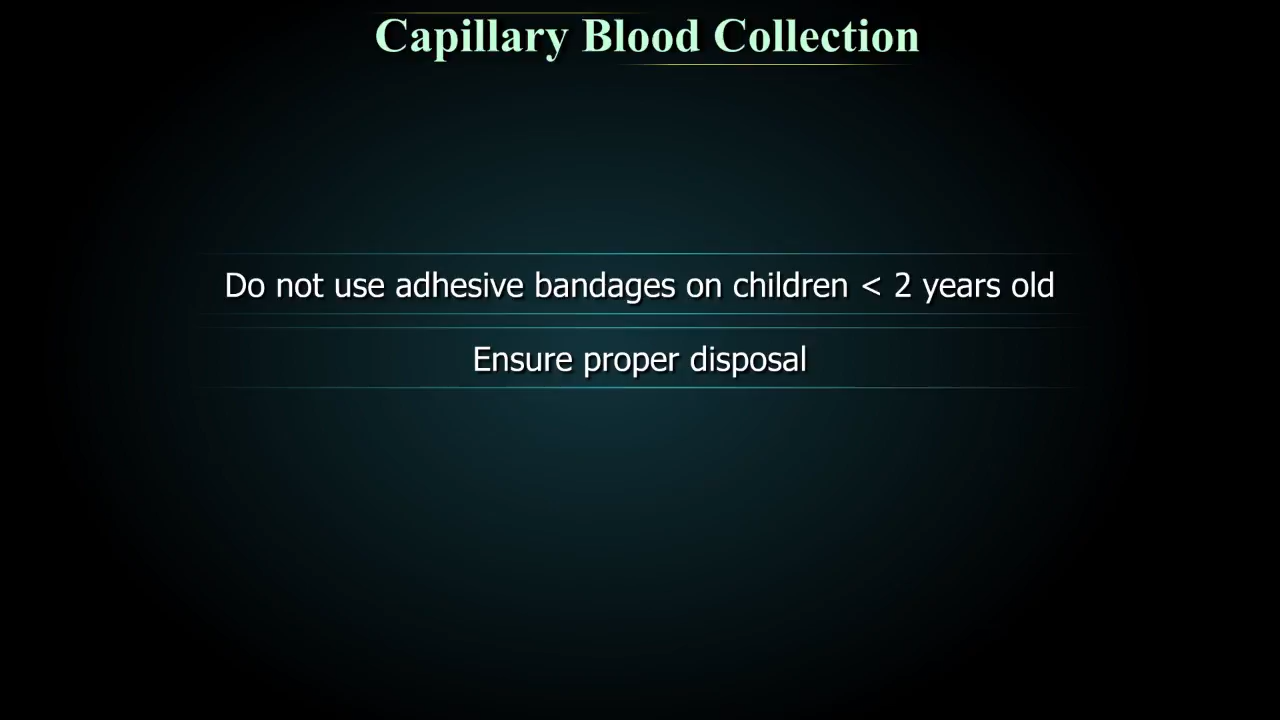 Capillary Blood Collection
Do not use adhesive bandages on children < 2 years old
Ensure proper disposal